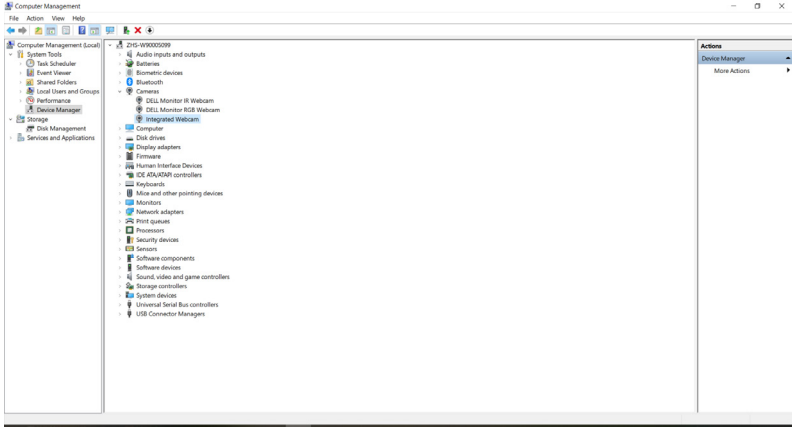 Computer Management
File Action View Help
Computer Management (Local)
System Tools
Task Scheduler
Event Viewer
Shared Folders
Local Users and Groups
Performance
Device Manager
Storage
Disk Management
Services and Applications
ZHS-W90005099
Audio inputs and outputs
Batteries
Biometric devices
Bluetooth
Cameras
DELL Monitor IR Webcam
DELL Monitor RGB Webcam
Integrated Webcam
Computer
Disk drives
Display adapters
Firmware
Human Interface Devices
IDE ATA/ATAPI controllers
Keyboards
Mice and other pointing devices
Monitors
Network adapters
Print queues
Processors
Security devices
Sensors
Software components
Software devices
Sound, video and game controllers
Storage controllers
System devices
Universal Serial Bus controllers
USB Connector Managers
Actions
Device Manager
More Actions